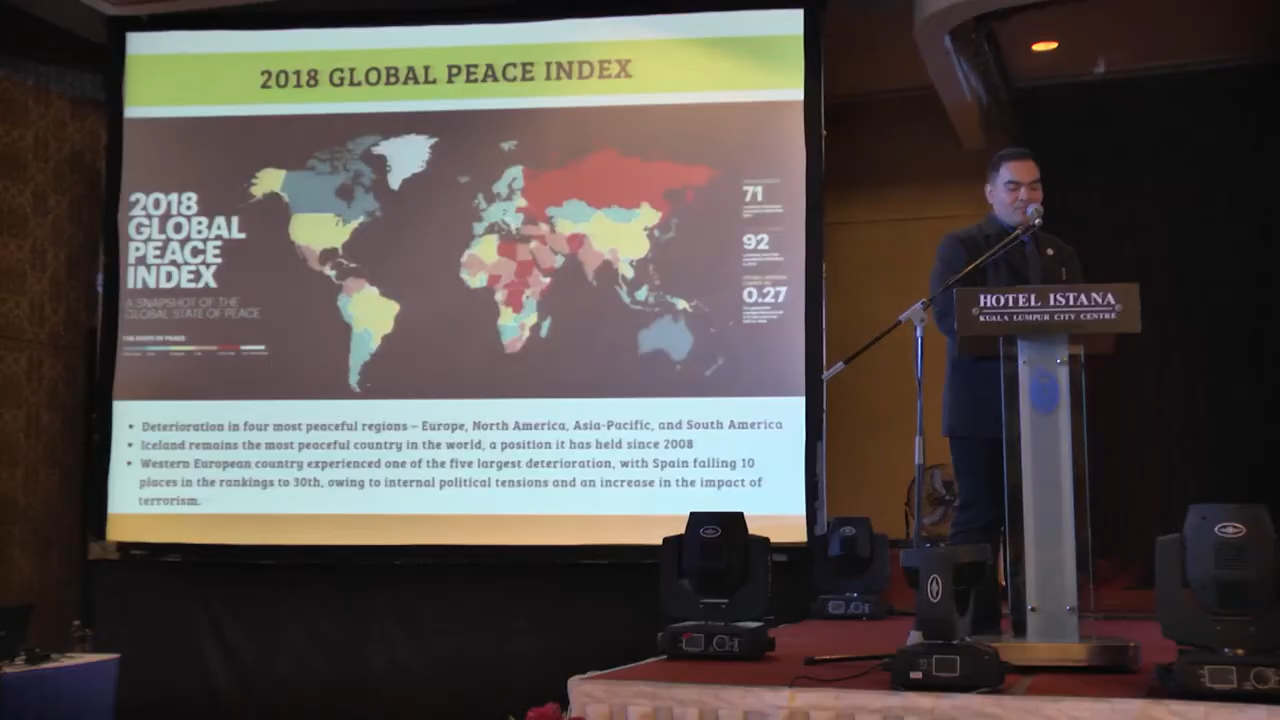 2018 GLOBAL PEACE INDEX
2018
GLOBAL
PEACE
INDEX
A SNAPSHOT OF THE
GLOBAL STATE OF PEACE
THE STATE OF PEACE
71
92
0.27
• Deterioration in four most peaceful regions – Europe, North America, Asia-Pacific, and South America
• Iceland remains the most peaceful country in the world, a position it has held since 2008
• Western European country experienced one of the five largest deterioration, with Spain falling 10
places in the rankings to 30th, owing to internal political tensions and an increase in the impact of
terrorism.
HOTEL ISTANA
KUALA LUMPUR CITY CENTRE